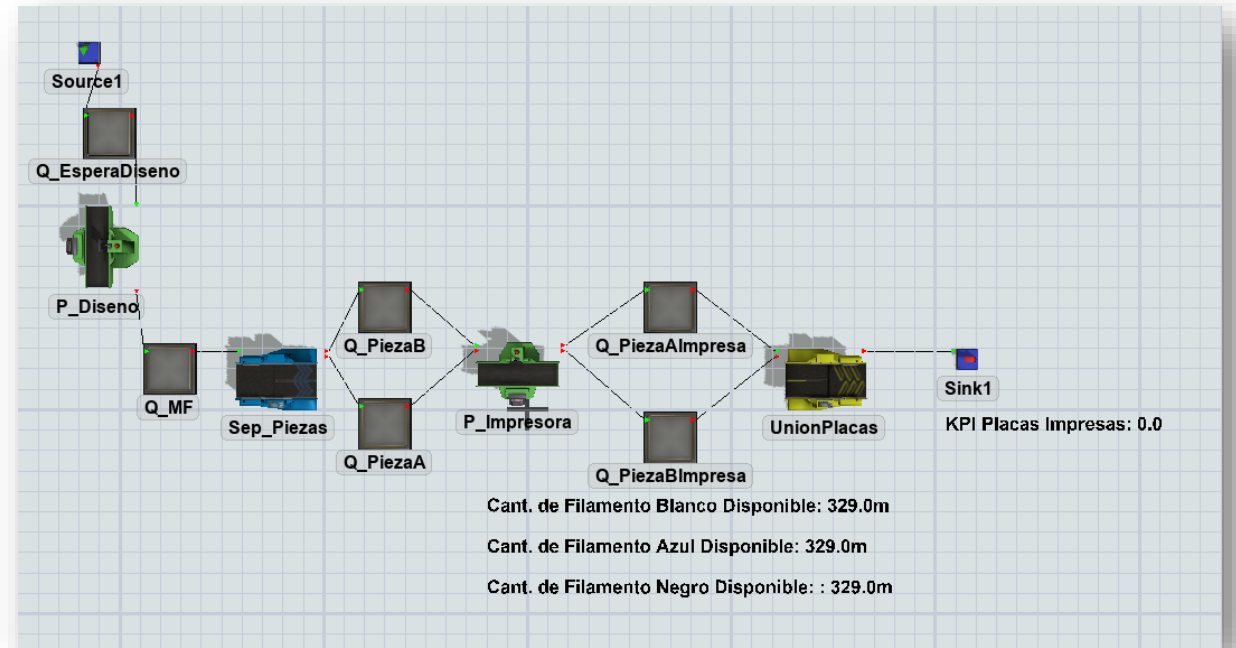 Source1
Q_EsperaDiseno
P_Diseno
Q_MF
Sep_Piezas
Q_PiezaB
Q_PiezaA
P_Impresora
Q_PiezaAImpresa
Q_PiezaBImpresa
UnionPlacas
Sink1
KPI Placas Impresas: 0.0
Cant. de Filamento Blanco Disponible: 329.0m
Cant. de Filamento Azul Disponible: 329.0m
Cant. de Filamento Negro Disponible: : 329.0m